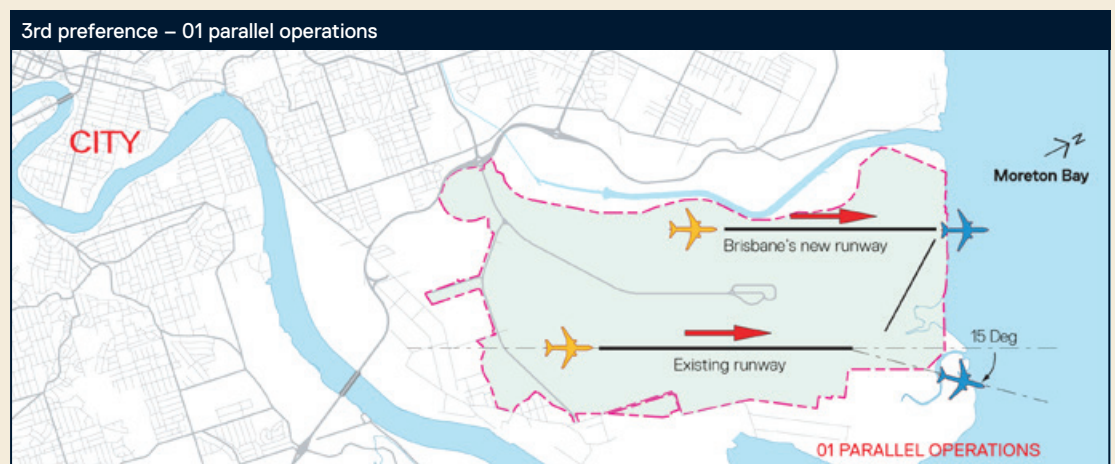 3rd preference – 01 parallel operations
CITY
Z
Moreton Bay
Brisbane's new runway
15 Deg
Existing runway
01 PARALLEL OPERATIONS